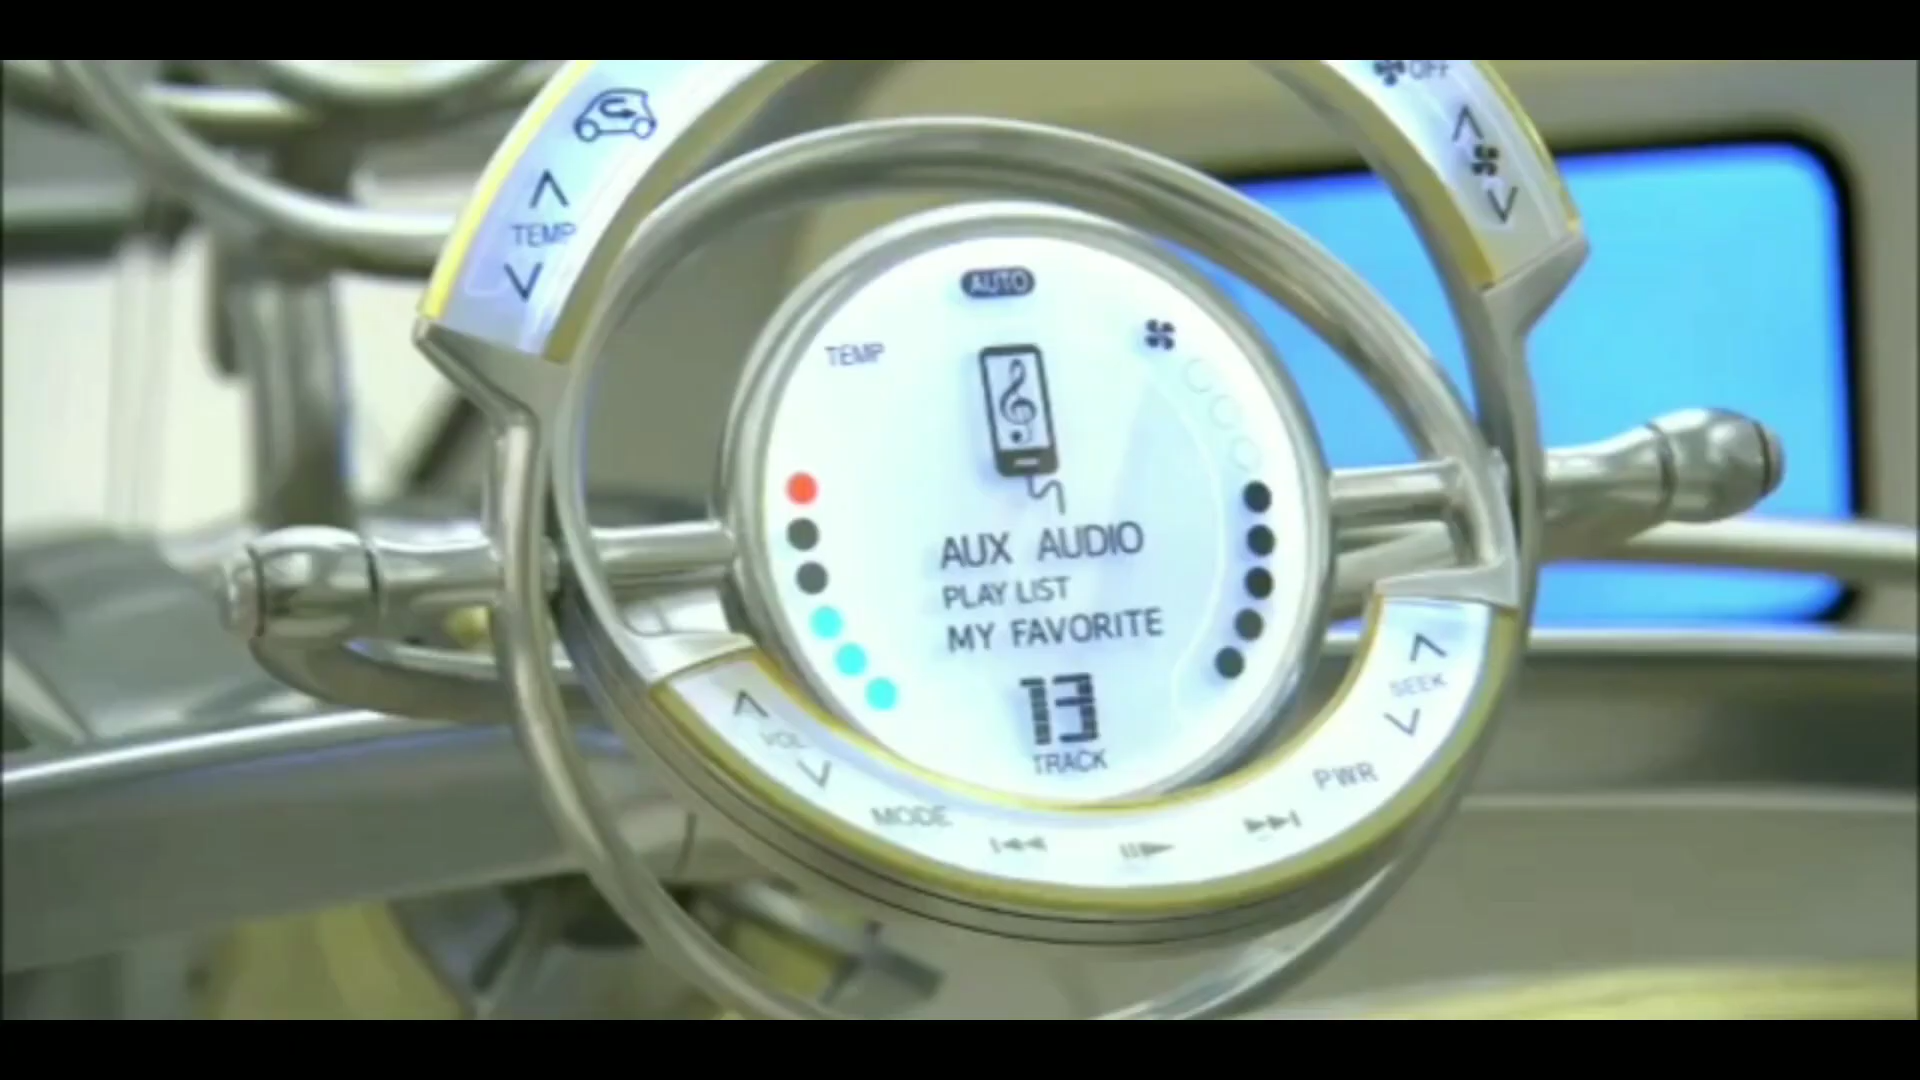 OFF
TEMP
AUTO
TEMP
AUX AUDIO
PLAY LIST
MY FAVORITE
13
TRACK
VOL
MODE
PWR
SEEK